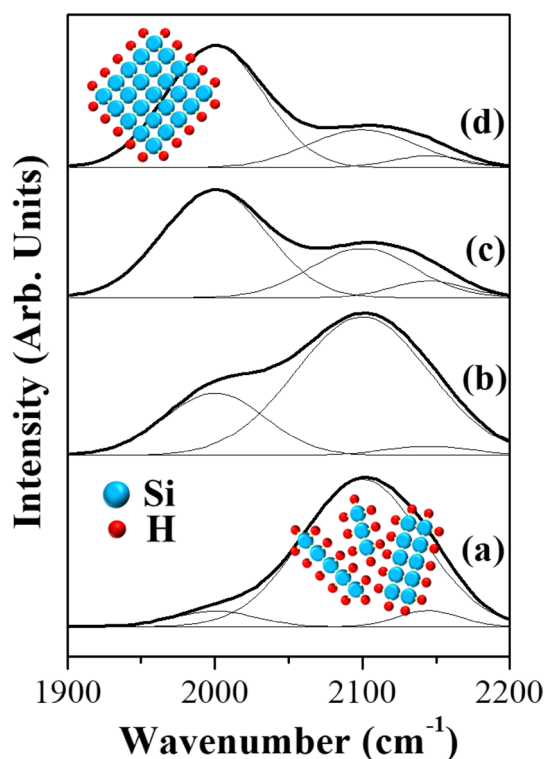 (d)
(c)
(b)
(a)
Si
H
Intensity (Arb. Units)
1900 2000 2100 2200
Wavenumber (cm⁻¹)